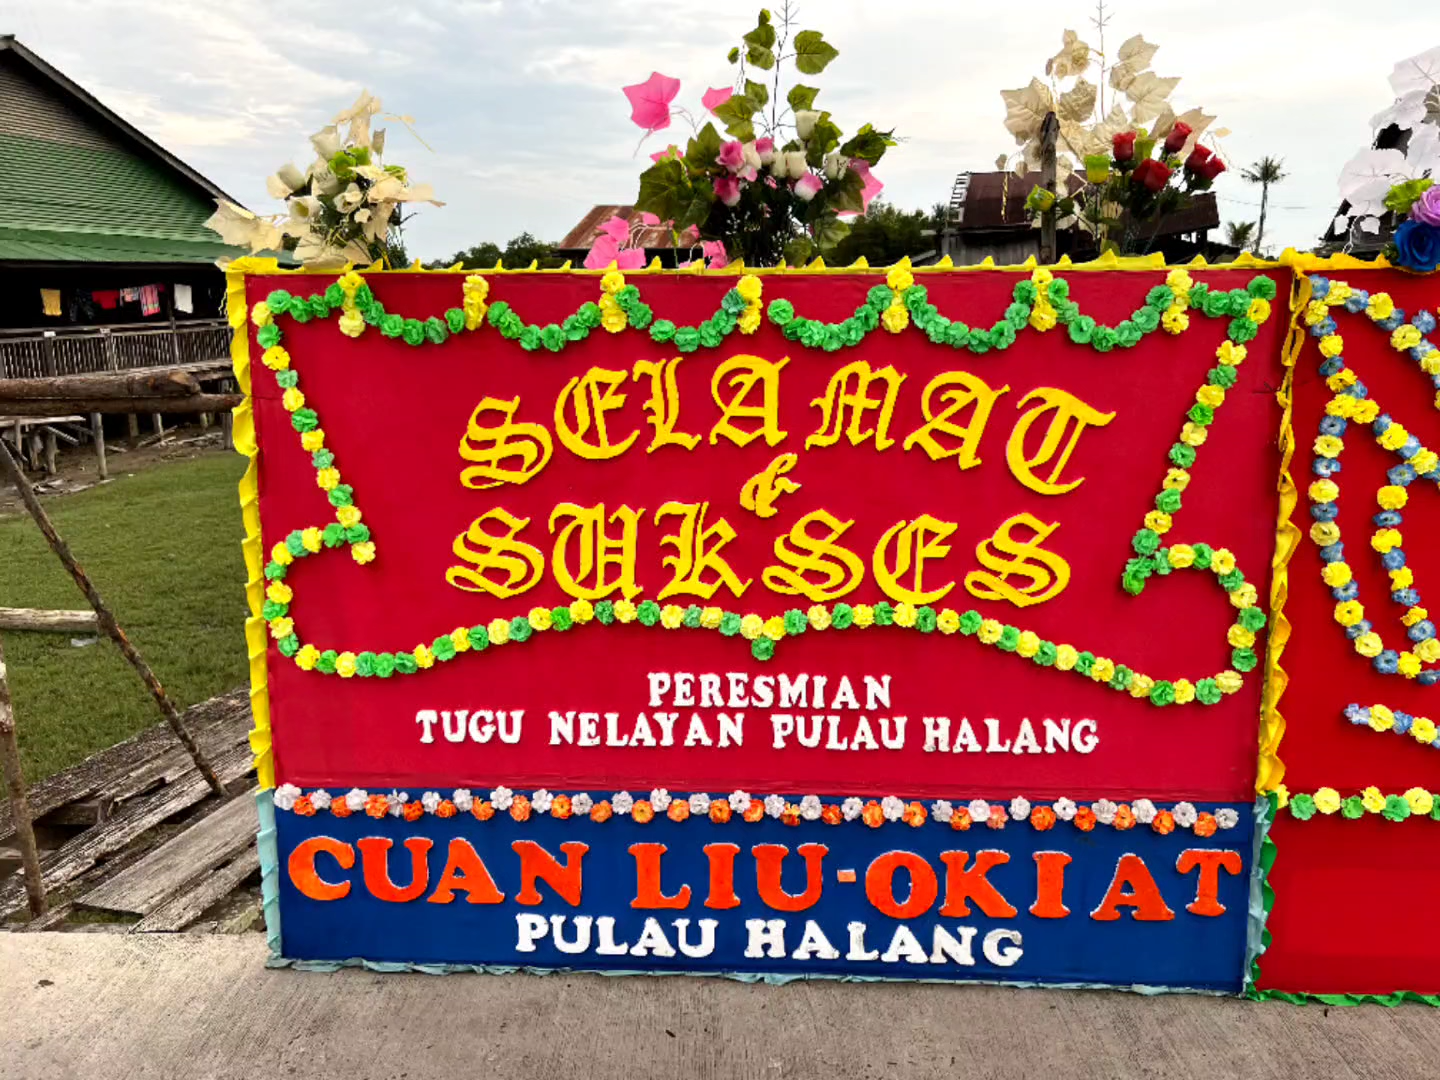 SELAMAT
&
SUKSES
PERESMIAN
TUGU NELAYAN PULAU HALANG
CUAN LIU-OKI AT
PULAU HALANG